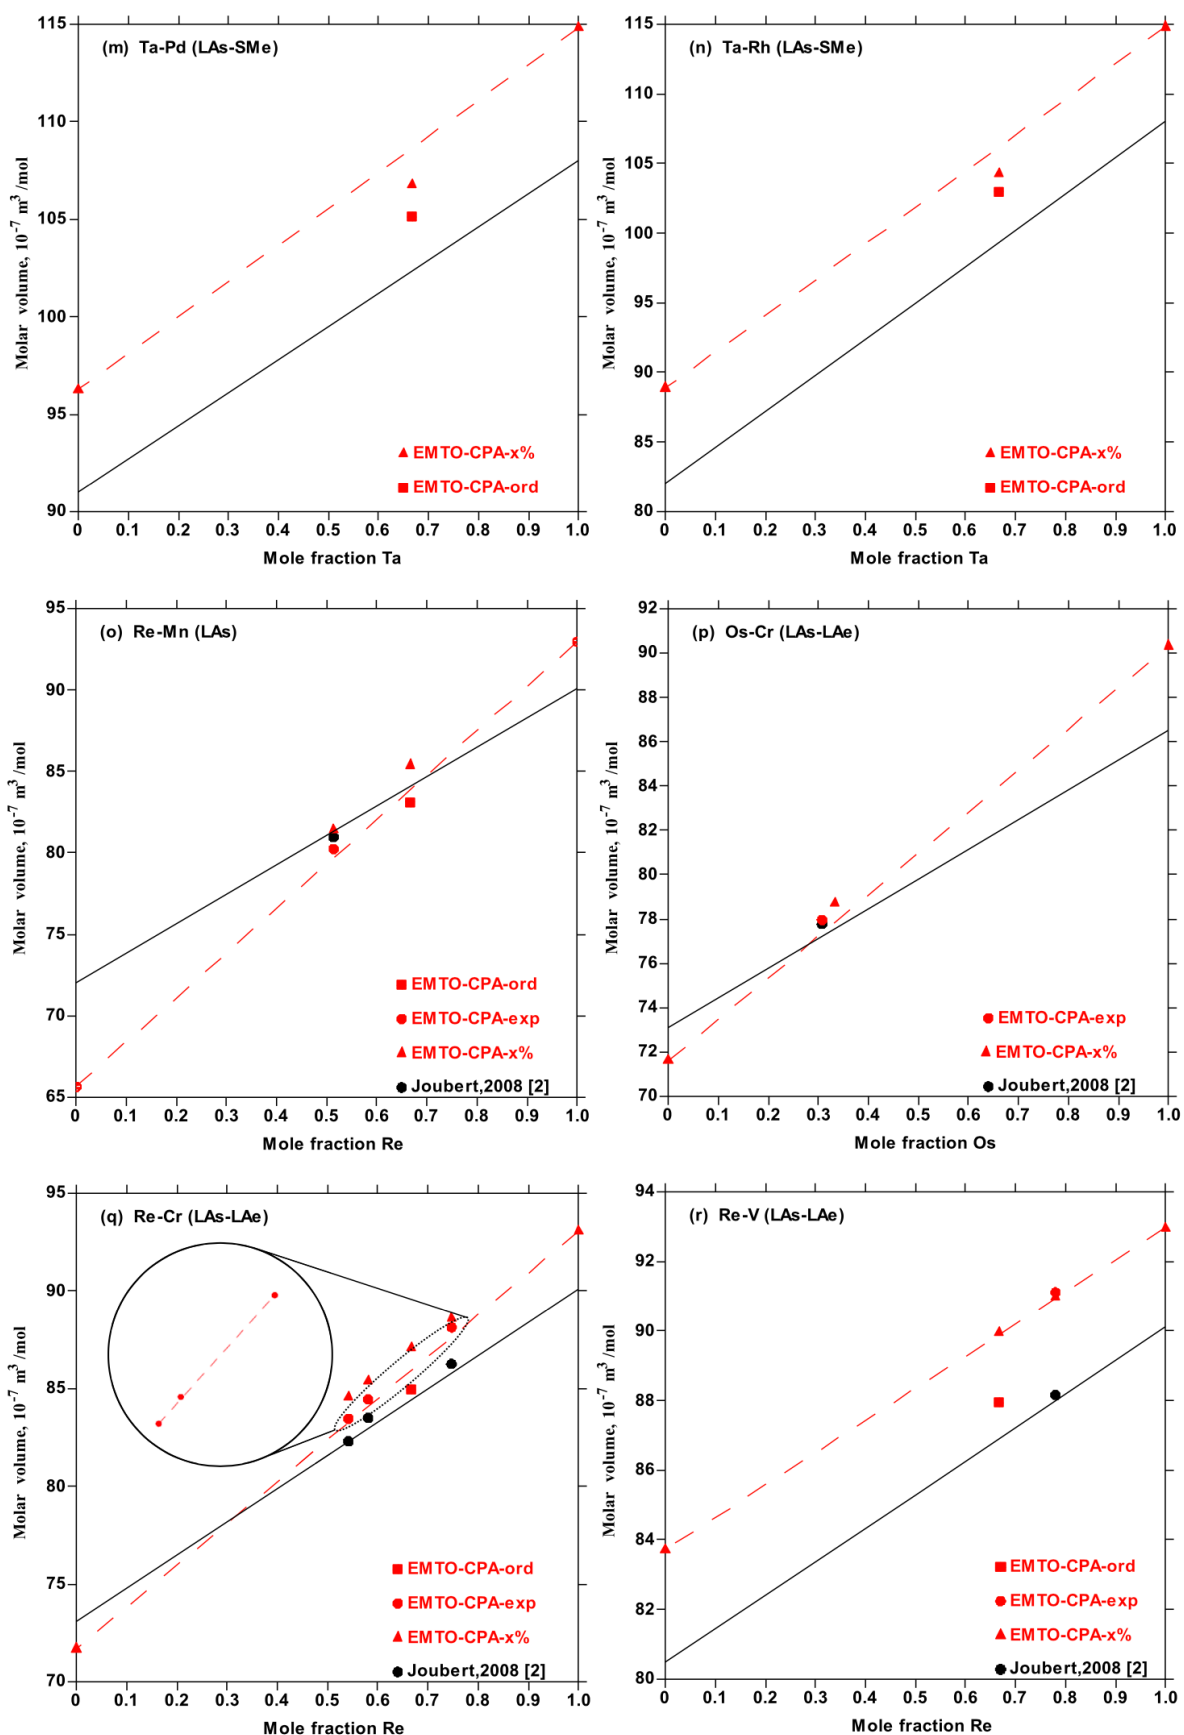 (m) Ta-Pd (LAs-SMe)
Molar volume, 10⁻⁷ m³/mol
115
110
105
100
95
90
0 0.1 0.2 0.3 0.4 0.5 0.6 0.7 0.8 0.9 1.0
Mole fraction Ta
EMTO-CPA-x%
EMTO-CPA-ord
(n) Ta-Rh (LAs-SMe)
Molar volume, 10⁻⁷ m³/mol
115
110
105
100
95
90
85
80
0 0.1 0.2 0.3 0.4 0.5 0.6 0.7 0.8 0.9 1.0
Mole fraction Ta
EMTO-CPA-x%
EMTO-CPA-ord
(o) Re-Mn (LAs)
Molar volume, 10⁻⁷ m³/mol
95
90
85
80
75
70
65
0 0.1 0.2 0.3 0.4 0.5 0.6 0.7 0.8 0.9 1.0
Mole fraction Re
EMTO-CPA-ord
EMTO-CPA-exp
EMTO-CPA-x%
Joubert,2008 [2]
(p) Os-Cr (LAs-LAe)
Molar volume, 10⁻⁷ m³/mol
92
90
88
86
84
82
80
78
76
74
72
70
0 0.1 0.2 0.3 0.4 0.5 0.6 0.7 0.8 0.9 1.0
Mole fraction Os
EMTO-CPA-exp
EMTO-CPA-x%
Joubert,2008 [2]
(q) Re-Cr (LAs-LAe)
Molar volume, 10⁻⁷ m³/mol
95
90
85
80
75
70
0 0.1 0.2 0.3 0.4 0.5 0.6 0.7 0.8 0.9 1.0
Mole fraction Re
EMTO-CPA-ord
EMTO-CPA-exp
EMTO-CPA-x%
Joubert,2008 [2]
(r) Re-V (LAs-LAe)
Molar volume, 10⁻⁷ m³/mol
94
92
90
88
86
84
82
80
0 0.1 0.2 0.3 0.4 0.5 0.6 0.7 0.8 0.9 1.0
Mole fraction Re
EMTO-CPA-ord
EMTO-CPA-exp
EMTO-CPA-x%
Joubert,2008 [2]